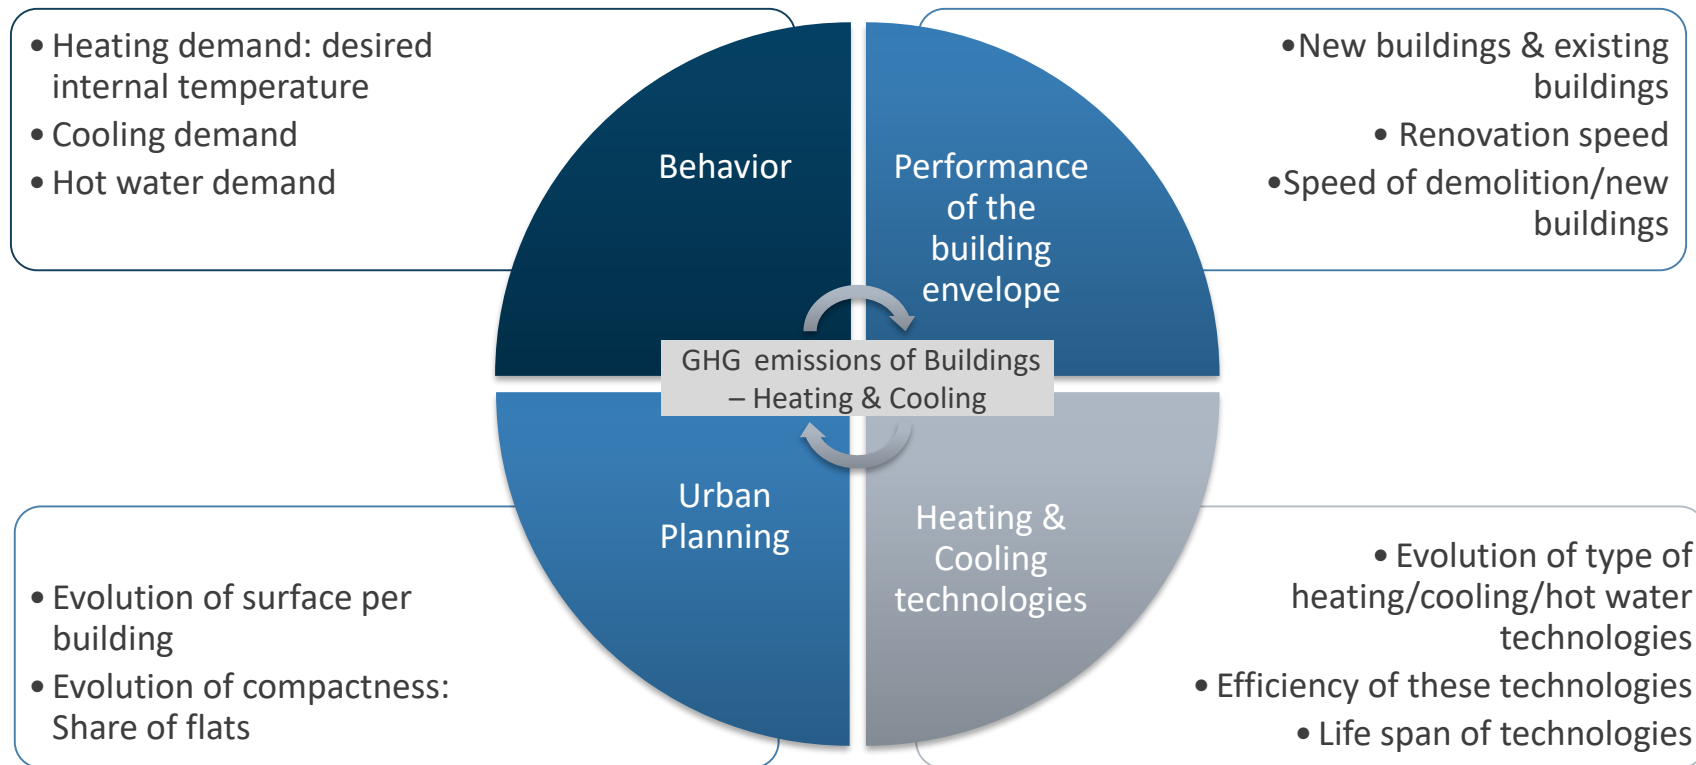 • Heating demand: desired
internal temperature
• Cooling demand
• Hot water demand
Behavior
Performance
of the
building
envelope
•New buildings & existing
buildings
• Renovation speed
•Speed of demolition/new
buildings
GHG emissions of Buildings
– Heating & Cooling
Urban
Planning
• Evolution of surface per
building
• Evolution of compactness:
Share of flats
Heating &
Cooling
technologies
• Evolution of type of
heating/cooling/hot water
technologies
• Efficiency of these technologies
• Life span of technologies